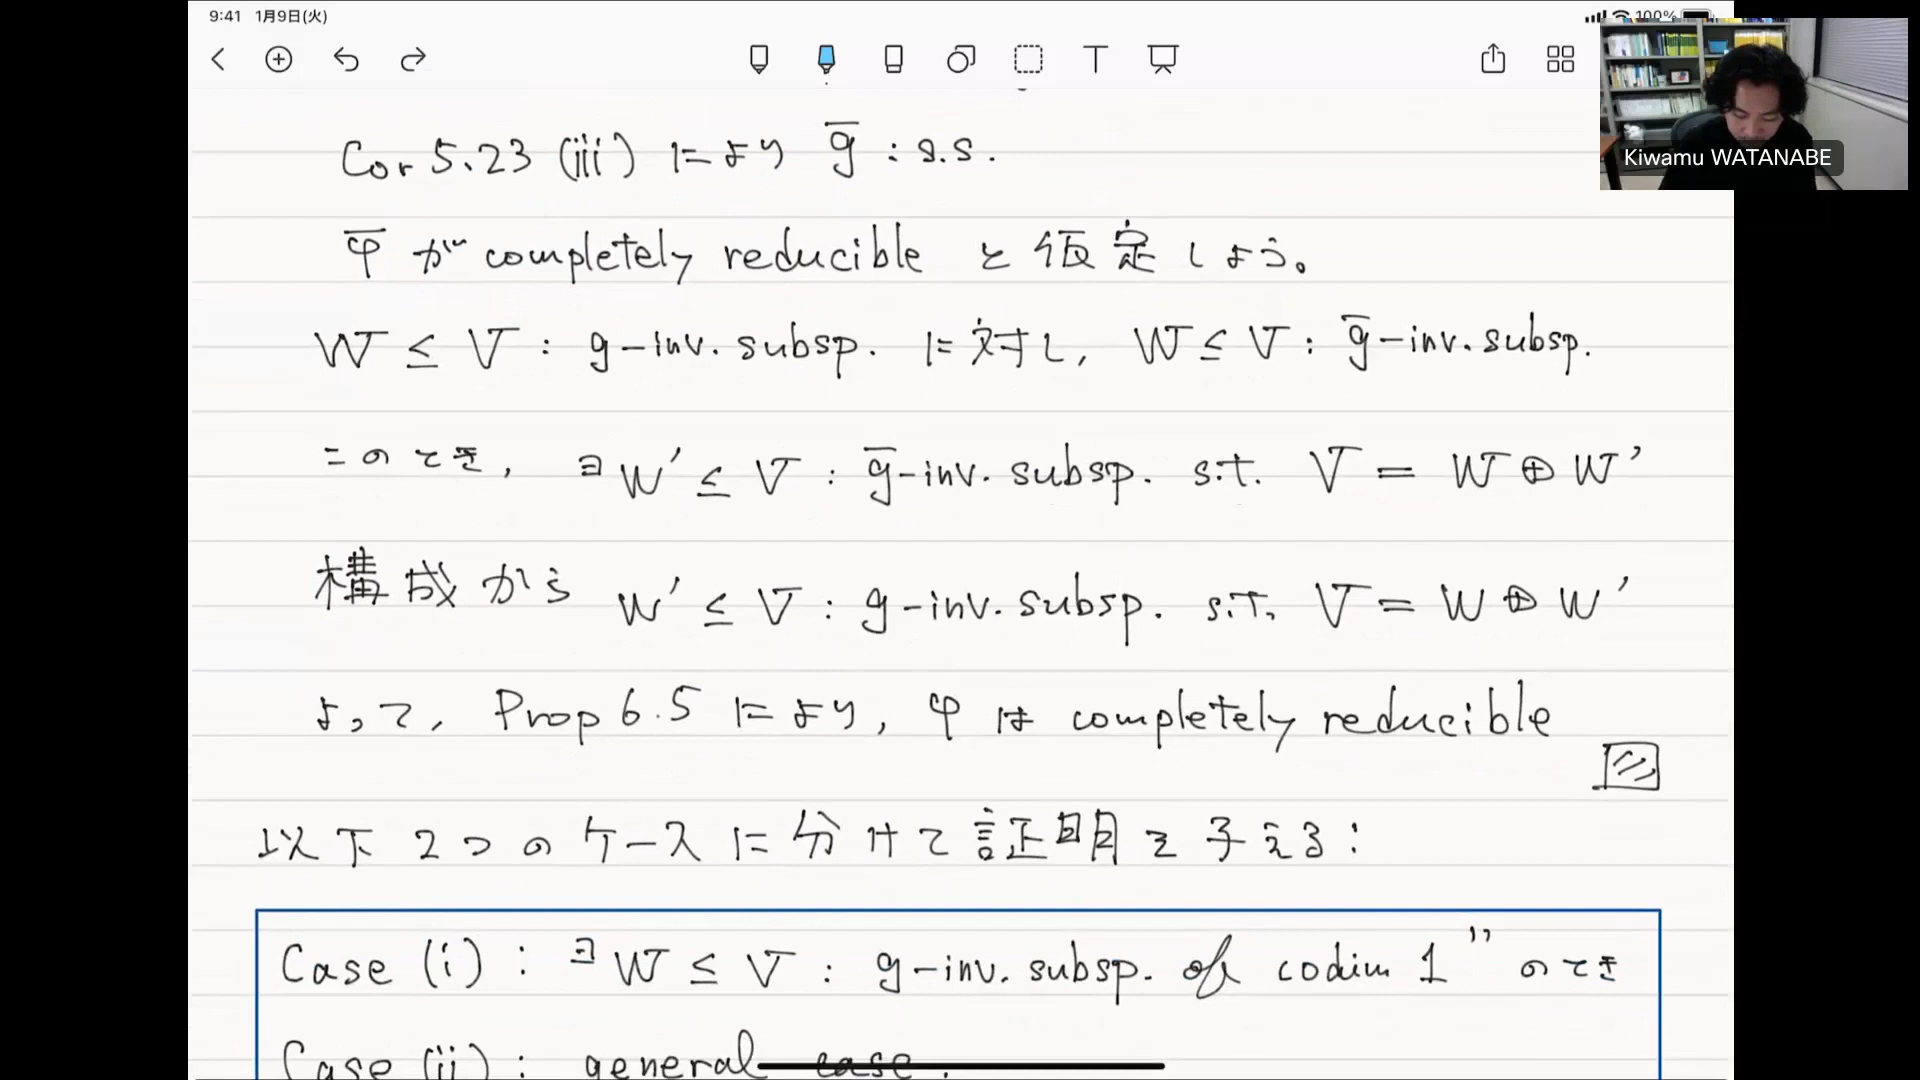 9:41 1月9日(火)
100%
Kiwamu WATANABE
Cor 5.23 (iii) により g̅ : s.s.
φ̅ が completely reducible と仮定しよう。
W ≤ V : g-inv. subsp. に対し, W ≤ V : g̅-inv. subsp.
このとき, ∃W' ≤ V : g̅-inv. subsp. s.t. V = W ⊕ W'
構成から W' ≤ V : g-inv. subsp. s.t. V = W ⊕ W'
よって, Prop 6.5 により, φ は completely reducible
以下 2つの ケースに分けて証明を与える:
Case (i) : ∃W ≤ V : g-inv. subsp. of codim 1" のとき
Case (ii) : general case.